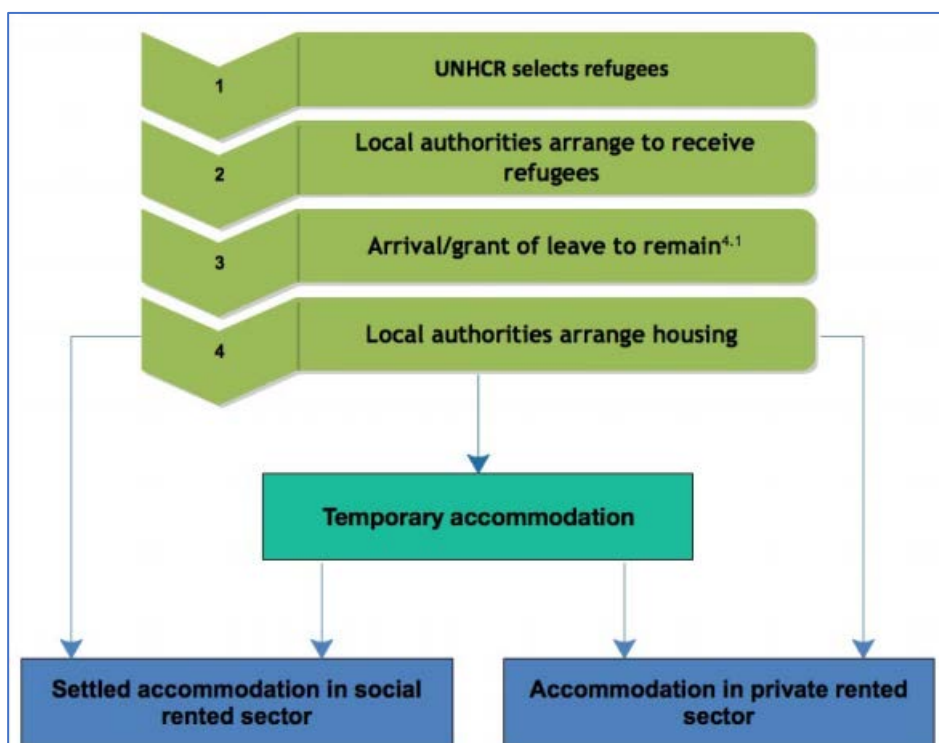 1
UNHCR selects refugees
2
Local authorities arrange to receive
refugees
3
Arrival/grant of leave to remain4.1
4
Local authorities arrange housing
Temporary accommodation
Settled accommodation in social
rented sector
Accommodation in private rented
sector